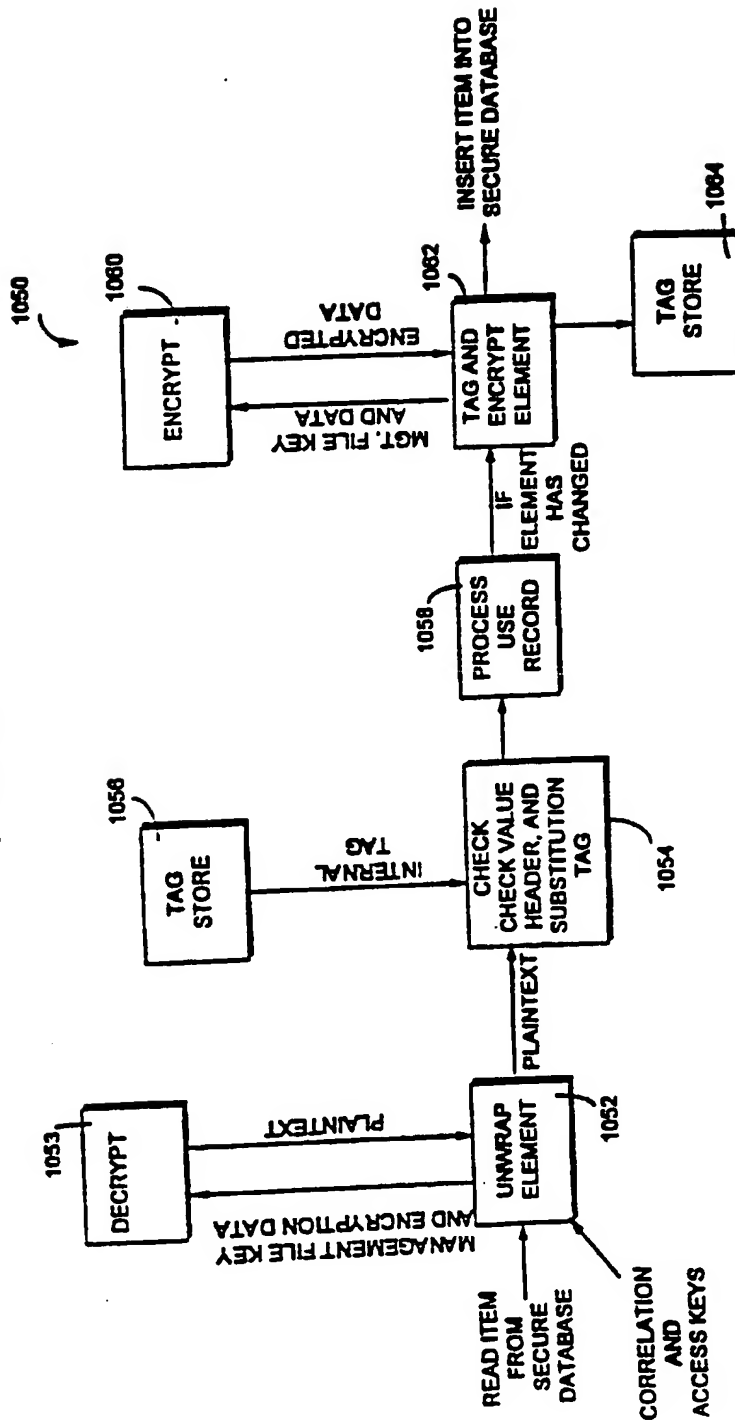 1050
1053
DECRYPT
MANAGEMENT FILE KEY
AND ENCRYPTION DATA
PLAINTEXT
READ ITEM
FROM
SECURE
DATABASE
UNWRAP
ELEMENT
1052
CORRELATION
AND
ACCESS KEYS
PLAINTEXT
1056
TAG
STORE
INTERNAL
TAG
CHECK
CHECK VALUE
HEADER, AND
SUBSTITUTION
TAG
1054
1058
PROCESS
USE
RECORD
IF
ELEMENT
HAS
CHANGED
1060
ENCRYPT
MGT. FILE KEY
AND DATA
ENCRYPTED
DATA
1062
TAG AND
ENCRYPT
ELEMENT
INSERT ITEM INTO
SECURE DATABASE
TAG
STORE
1064